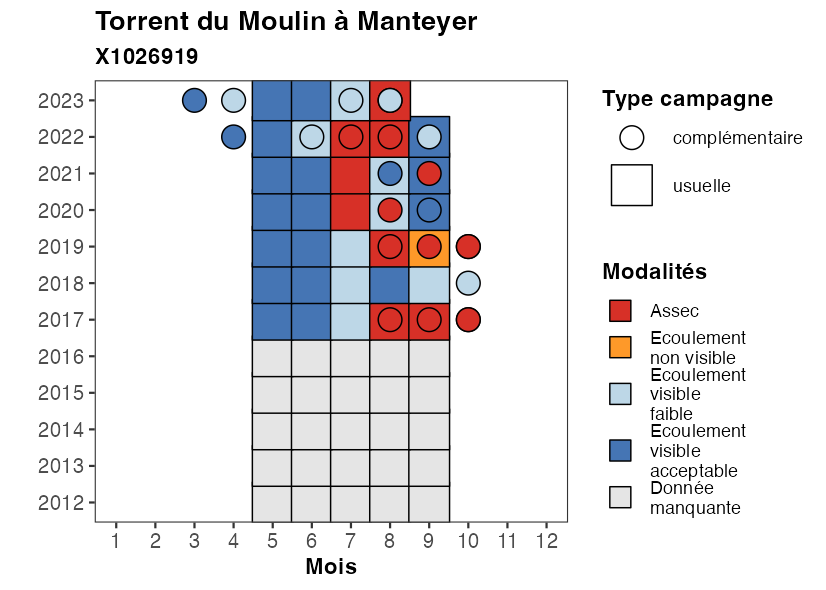 Torrent du Moulin à Manteyer
X1026919
2023
2022
2021
2020
2019
2018
2017
2016
2015
2014
2013
2012
1 2 3 4 5 6 7 8 9 10 11 12
Mois
Type campagne
complémentaire
usuelle
Modalités
Assec
Ecoulement
non visible
Ecoulement
visible
faible
Ecoulement
visible
acceptable
Donnée
manquante